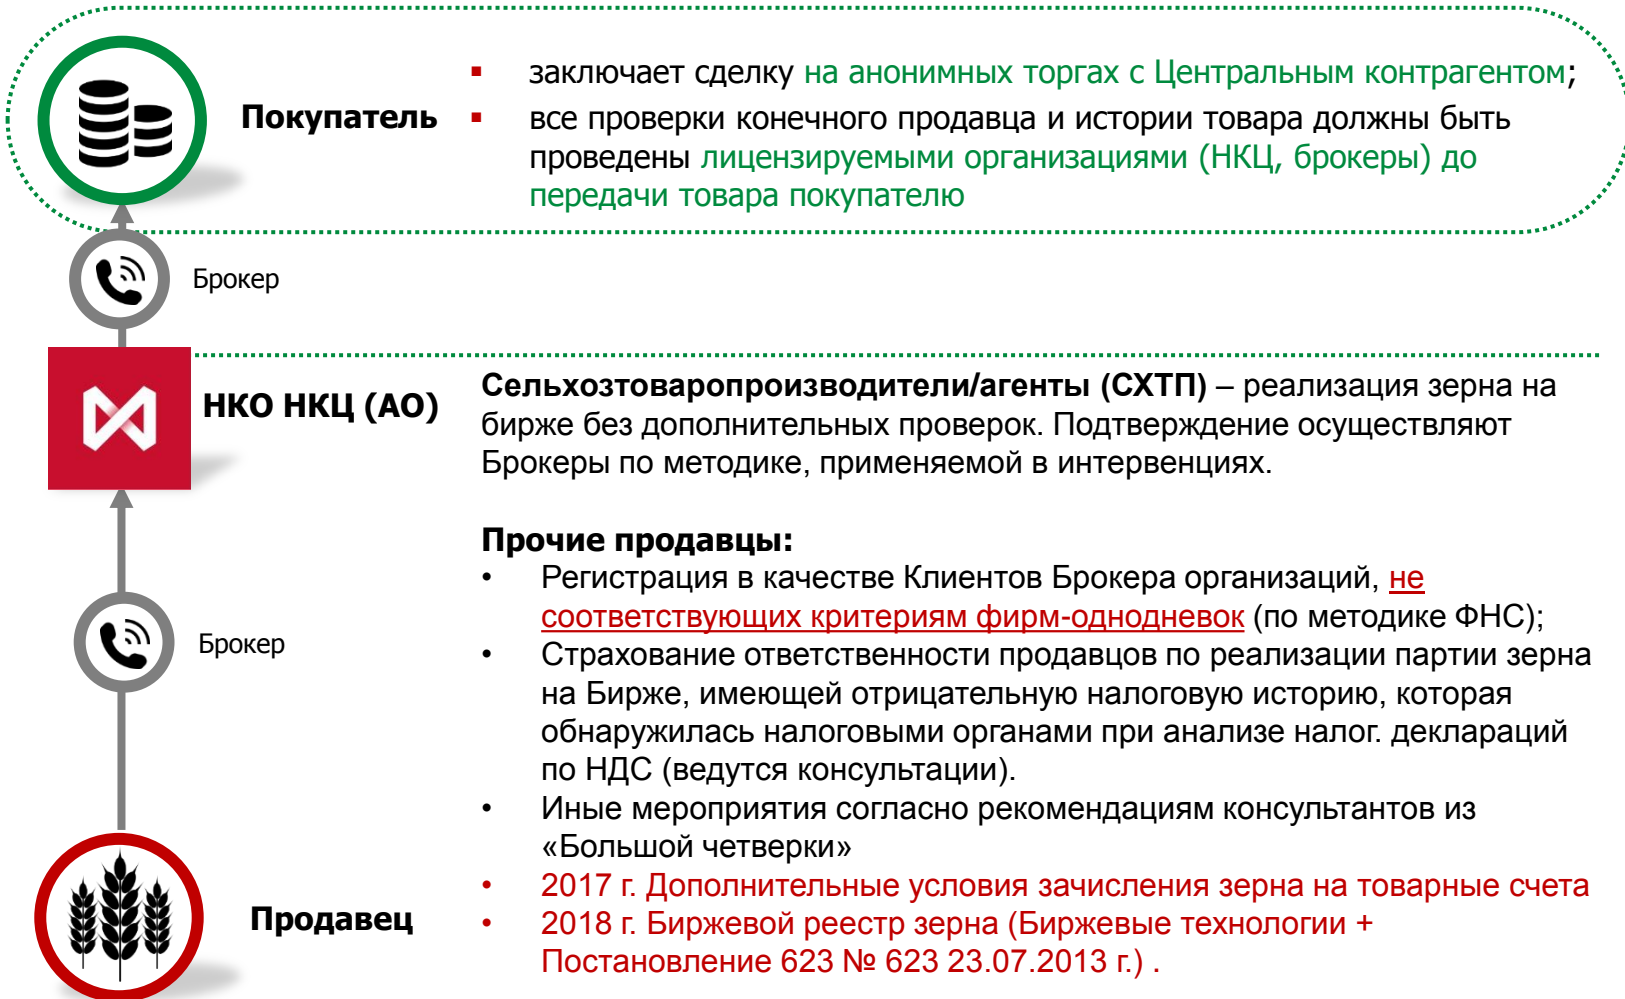 заключает сделку на анонимных торгах с Центральным контрагентом;
Покупатель
все проверки конечного продавца и истории товара должны быть
проведены лицензируемыми организациями (НКЦ, брокеры) до
передачи товара покупателю
Брокер
НКО НКЦ (АО)
Сельхозтоваропроизводители/агенты (СХТП) – реализация зерна на
бирже без дополнительных проверок. Подтверждение осуществляют
Брокеры по методике, применяемой в интервенциях.
Прочие продавцы:
• Регистрация в качестве Клиентов Брокера организаций, не
соответствующих критериям фирм-однодневок (по методике ФНС);
Брокер
• Страхование ответственности продавцов по реализации партии зерна
на Бирже, имеющей отрицательную налоговую историю, которая
обнаружилась налоговыми органами при анализе налог. деклараций
по НДС (ведутся консультации).
• Иные мероприятия согласно рекомендациям консультантов из
«Большой четверки»
• 2017 г. Дополнительные условия зачисления зерна на товарные счета
Продавец
• 2018 г. Биржевой реестр зерна (Биржевые технологии +
Постановление 623 № 623 23.07.2013 г.) .